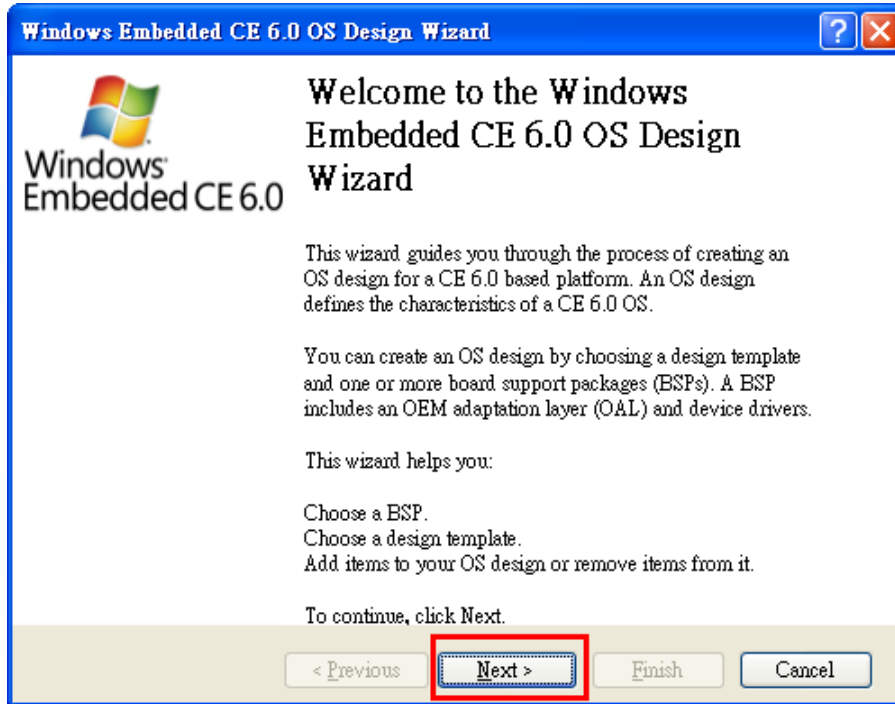 Windows Embedded CE 6.0 OS Design Wizard
Windows
Embedded CE 6.0
Welcome to the Windows
Embedded CE 6.0 OS Design
Wizard
This wizard guides you through the process of creating an
OS design for a CE 6.0 based platform. An OS design
defines the characteristics of a CE 6.0 OS.
You can create an OS design by choosing a design template
and one or more board support packages (BSPs). A BSP
includes an OEM adaptation layer (OAL) and device drivers.
This wizard helps you:
Choose a BSP.
Choose a design template.
Add items to your OS design or remove items from it.
To continue, click Next.
< Previous Next > Finish Cancel